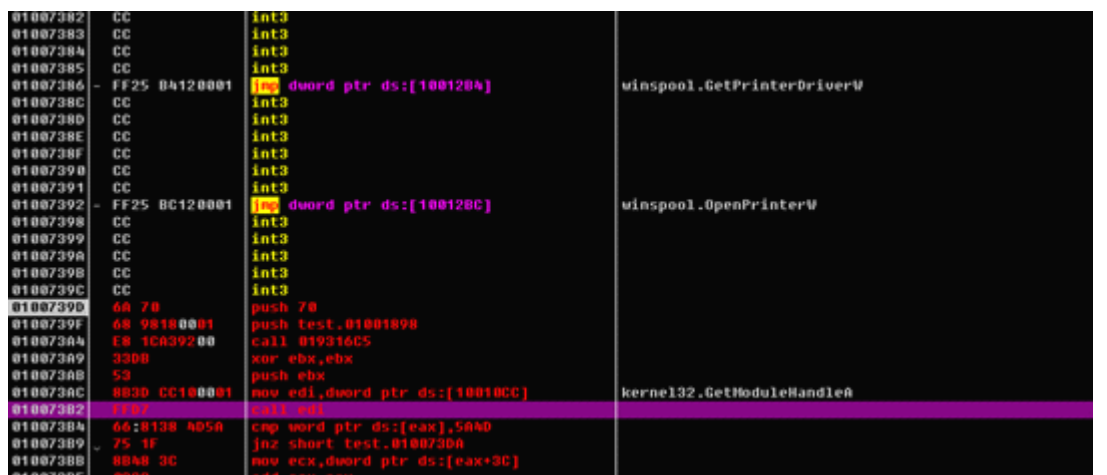 01007382 CC int3
01007383 CC int3
01007384 CC int3
01007385 CC int3
01007386 - FF25 B4120001 jmp dword ptr ds:[10012B4] winspool.GetPrinterDriverW
0100738C CC int3
0100738D CC int3
0100738E CC int3
0100738F CC int3
01007390 CC int3
01007391 CC int3
01007392 - FF25 BC120001 jmp dword ptr ds:[10012BC] winspool.OpenPrinterW
01007398 CC int3
01007399 CC int3
0100739A CC int3
0100739B CC int3
0100739C CC int3
0100739D 6A 70 push 70
0100739F 68 98180001 push test.01001898
010073A4 E8 1CA39200 call 019316C5
010073A9 33DB xor ebx,ebx
010073AB 53 push ebx
010073AC 8B3D CC100001 mov edi,dword ptr ds:[10010CC] kernel32.GetModuleHandleA
010073B2 FFD7 call edi
010073B4 66:8138 4D5A cmp word ptr ds:[eax],5A4D
010073B9 75 1F jnz short test.010073DA
010073BB 8B48 3C mov ecx,dword ptr ds:[eax+3C]